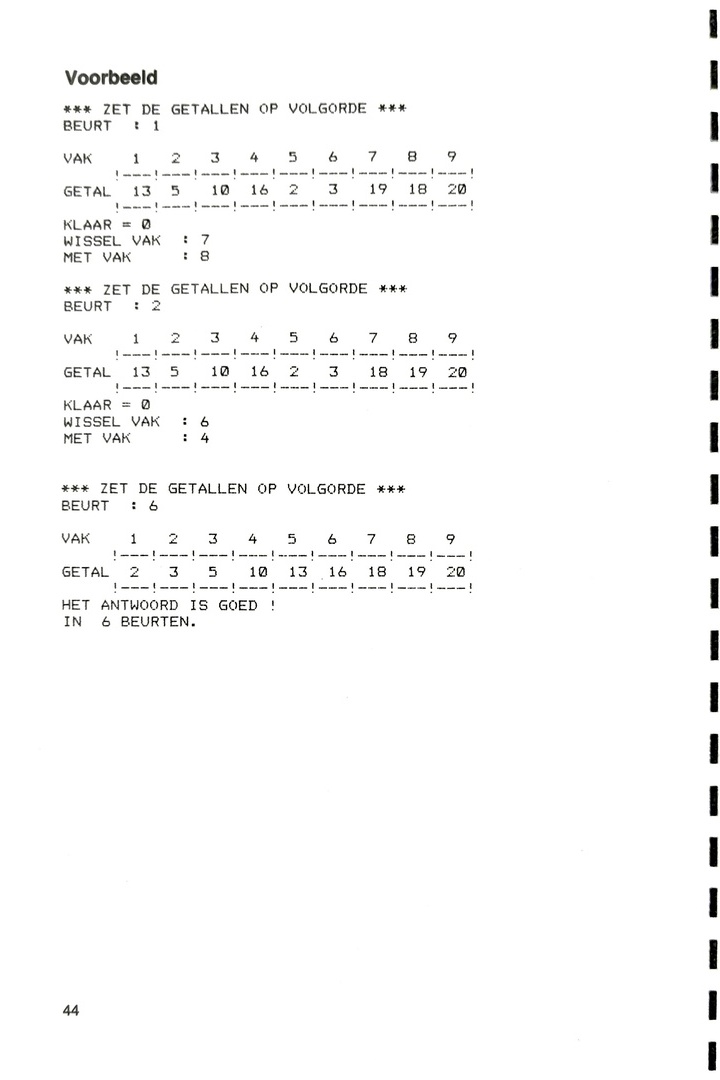 Voorbeeld
*** ZET DE GETALLEN OP VOLGORDE ***
BEURT : 1
VAK 1 2 3 4 5 6 7 8 9
!---!---!---!---!---!---!---!---!---!
GETAL 13 5 10 16 2 3 19 18 20
!---!---!---!---!---!---!---!---!---!
KLAAR = 0
WISSEL VAK : 7
MET VAK : 8
*** ZET DE GETALLEN OP VOLGORDE ***
BEURT : 2
VAK 1 2 3 4 5 6 7 8 9
!---!---!---!---!---!---!---!---!---!
GETAL 13 5 10 16 2 3 18 19 20
!---!---!---!---!---!---!---!---!---!
KLAAR = 0
WISSEL VAK : 6
MET VAK : 4
*** ZET DE GETALLEN OP VOLGORDE ***
BEURT : 6
VAK 1 2 3 4 5 6 7 8 9
!---!---!---!---!---!---!---!---!---!
GETAL 2 3 5 10 13 16 18 19 20
!---!---!---!---!---!---!---!---!---!
HET ANTWOORD IS GOED !
IN 6 BEURTEN.
44